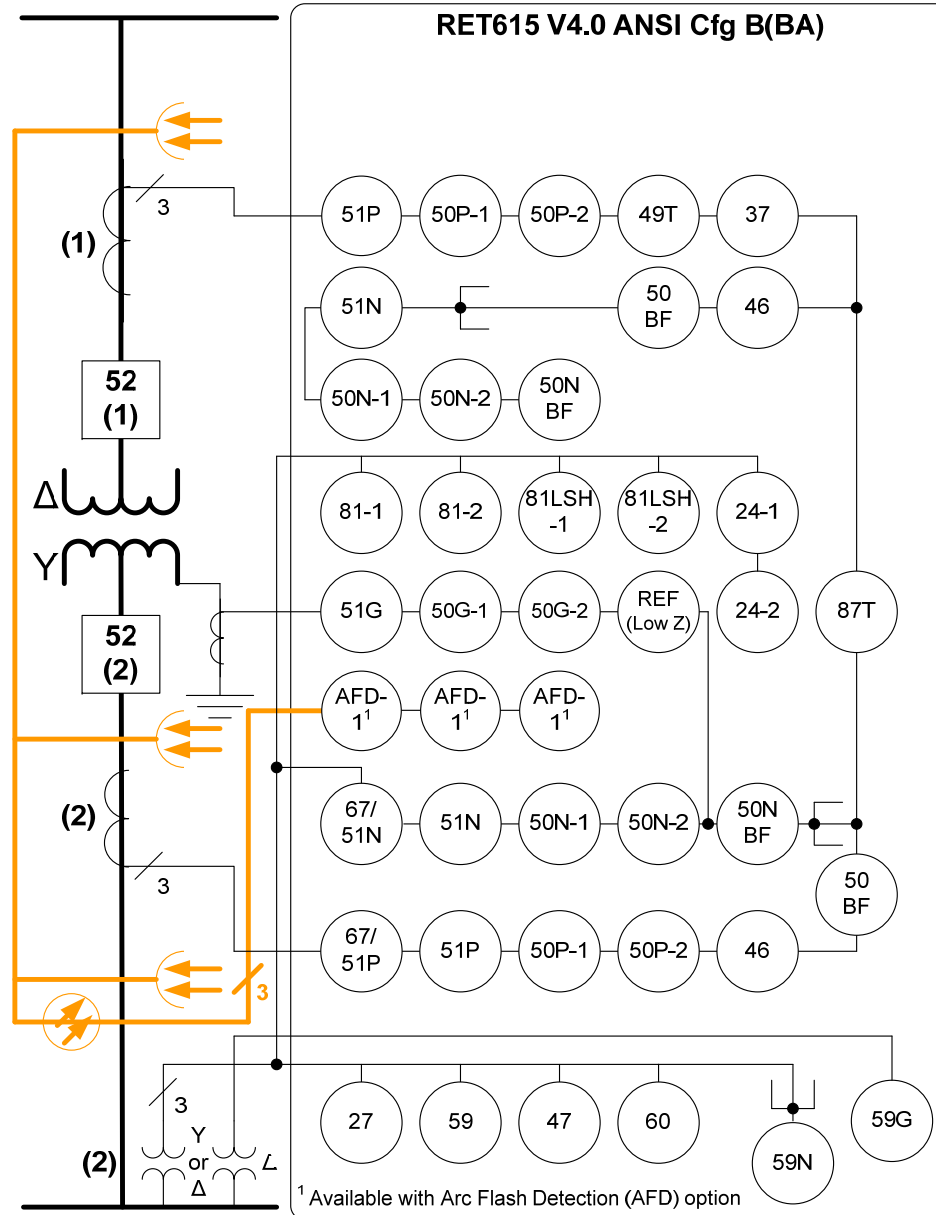 RET615 V4.0 ANSI Cfg B(BA)
3
51P 50P-1 50P-2 49T 37
(1)
51N 50 BF 46
52
(1)
50N-1 50N-2 50N BF
Δ
81-1 81-2 81LSH-1 81LSH-2 24-1
Y
51G 50G-1 50G-2 REF (Low Z) 24-2 87T
52
(2)
AFD-1¹ AFD-1¹ AFD-1¹
(2)
67/51N 51N 50N-1 50N-2 50N BF
3
50 BF
67/51P 51P 50P-1 50P-2 46
3
3
27 59 47 60 59N 59G
Y
or
Δ
(2)
¹ Available with Arc Flash Detection (AFD) option